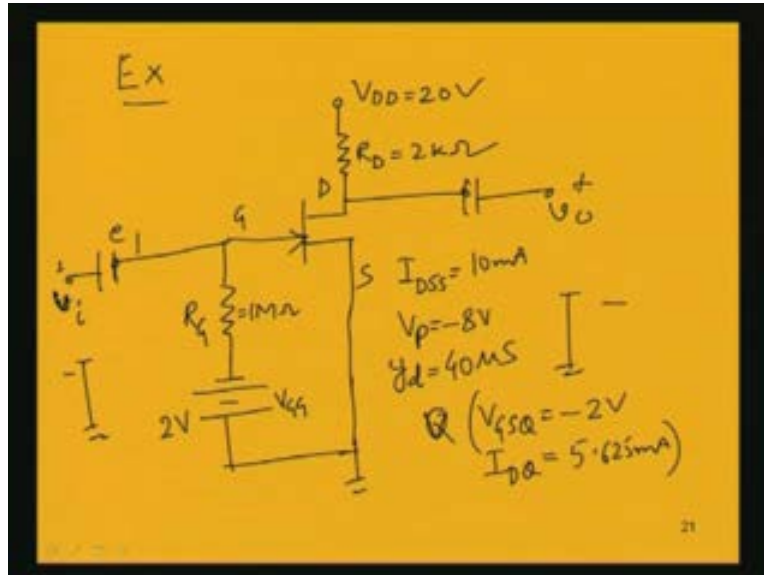 Ex
VDD=20V
RD=2KΩ
D
G
C1
+
vi
-
RG=1MΩ
2V
VGG
S
+
vo
-
IDSS=10mA
Vp=-8V
yd=40μS
Q (VGSQ=-2V
IDQ=5.625mA)
21